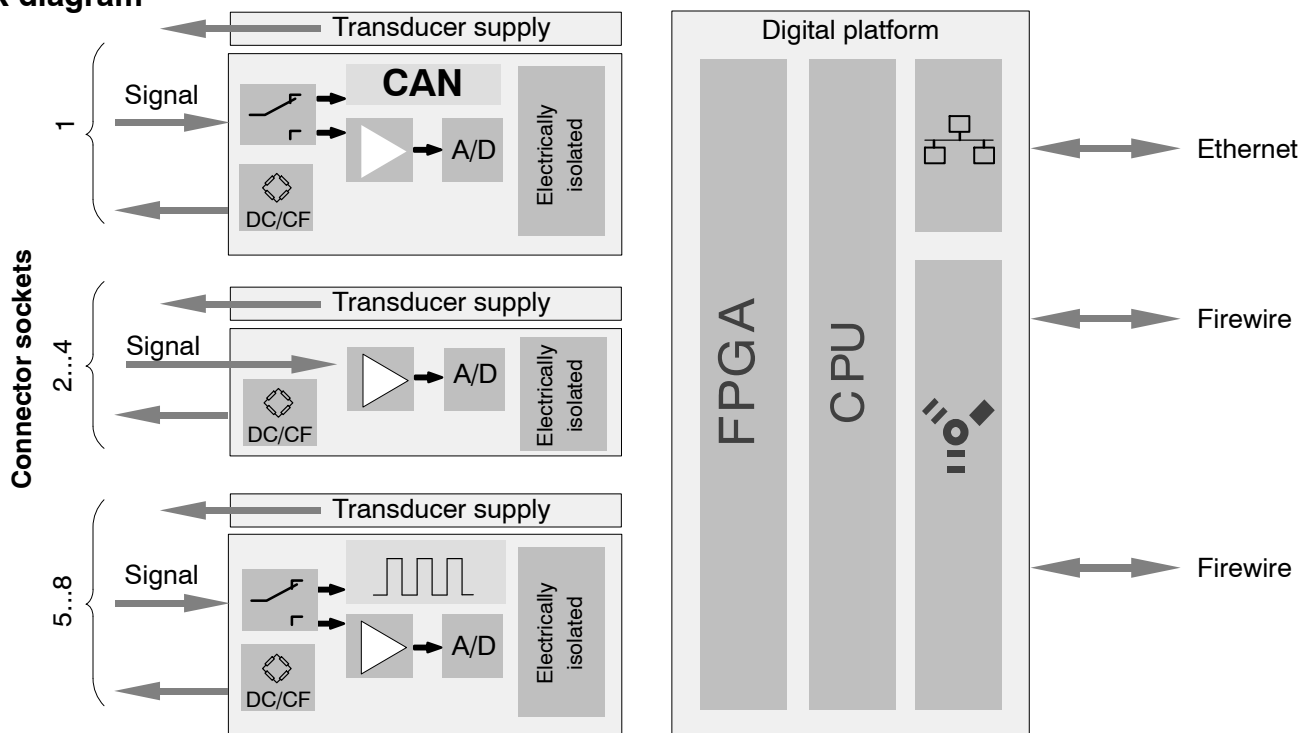 k diagram
Transducer supply
Digital platform
CAN
Signal
1
A/D
Electrically
isolated
DC/CF
Ethernet
Connector sockets
Transducer supply
2...4
Signal
A/D
Electrically
isolated
DC/CF
FPGA
CPU
Firewire
Transducer supply
5...8
Signal
A/D
Electrically
isolated
DC/CF
Firewire